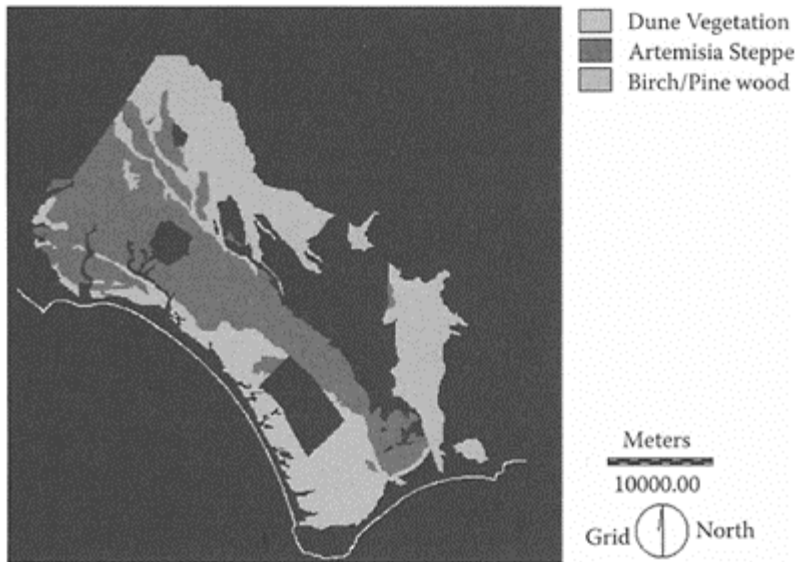 Dune Vegetation
Artemisia Steppe
Birch/Pine wood
Meters
10000.00
Grid North